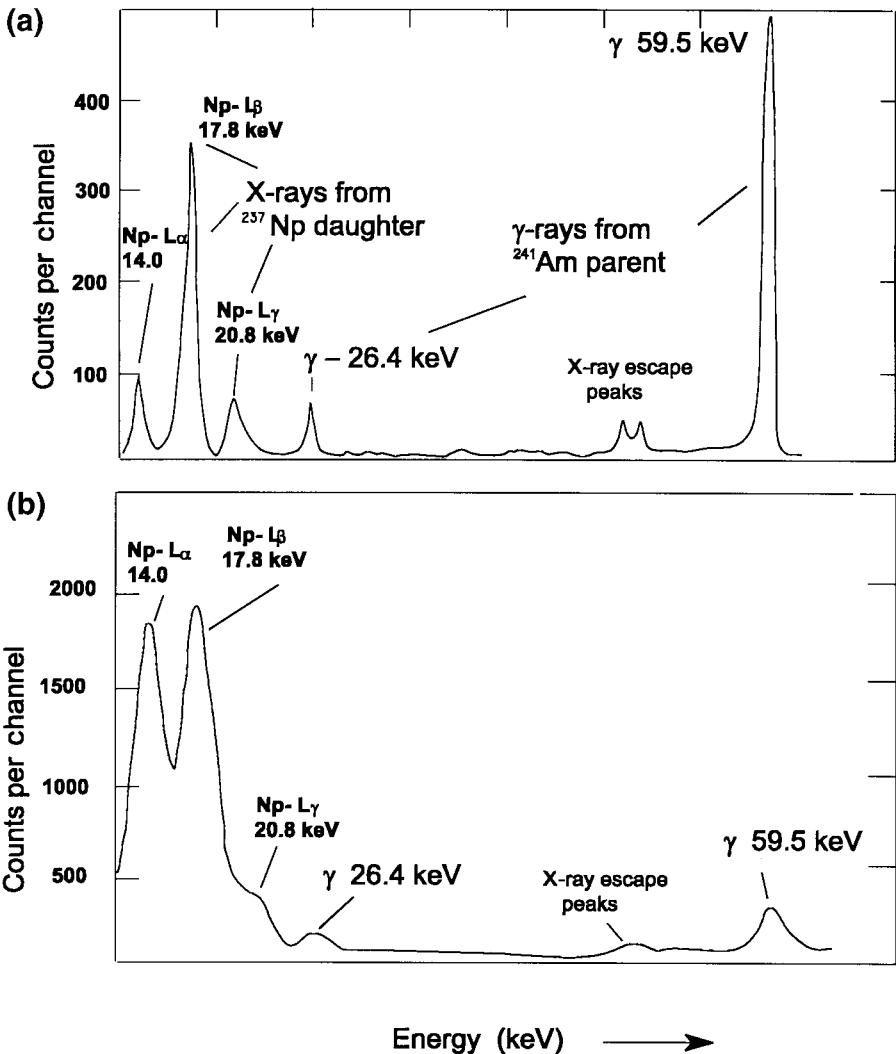 (a)
Counts per channel
400
300
200
100
Np- Lβ
17.8 keV
γ 59.5 keV
X-rays from
²³⁷Np daughter
Np- Lα
14.0
γ-rays from
²⁴¹Am parent
Np- Lγ
20.8 keV
γ – 26.4 keV
X-ray escape
peaks
(b)
Counts per channel
2000
1500
1000
500
Np- Lα
14.0
Np- Lβ
17.8 keV
Np- Lγ
20.8 keV
γ 26.4 keV
X-ray escape
peaks
γ 59.5 keV
Energy (keV)